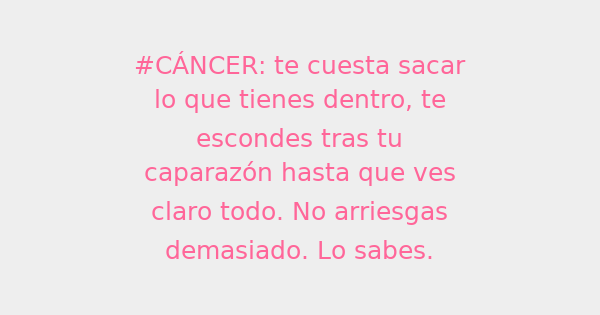 #CÁNCER: te cuesta sacar
lo que tienes dentro, te
escondes tras tu
caparazón hasta que ves
claro todo. No arriesgas
demasiado. Lo sabes.